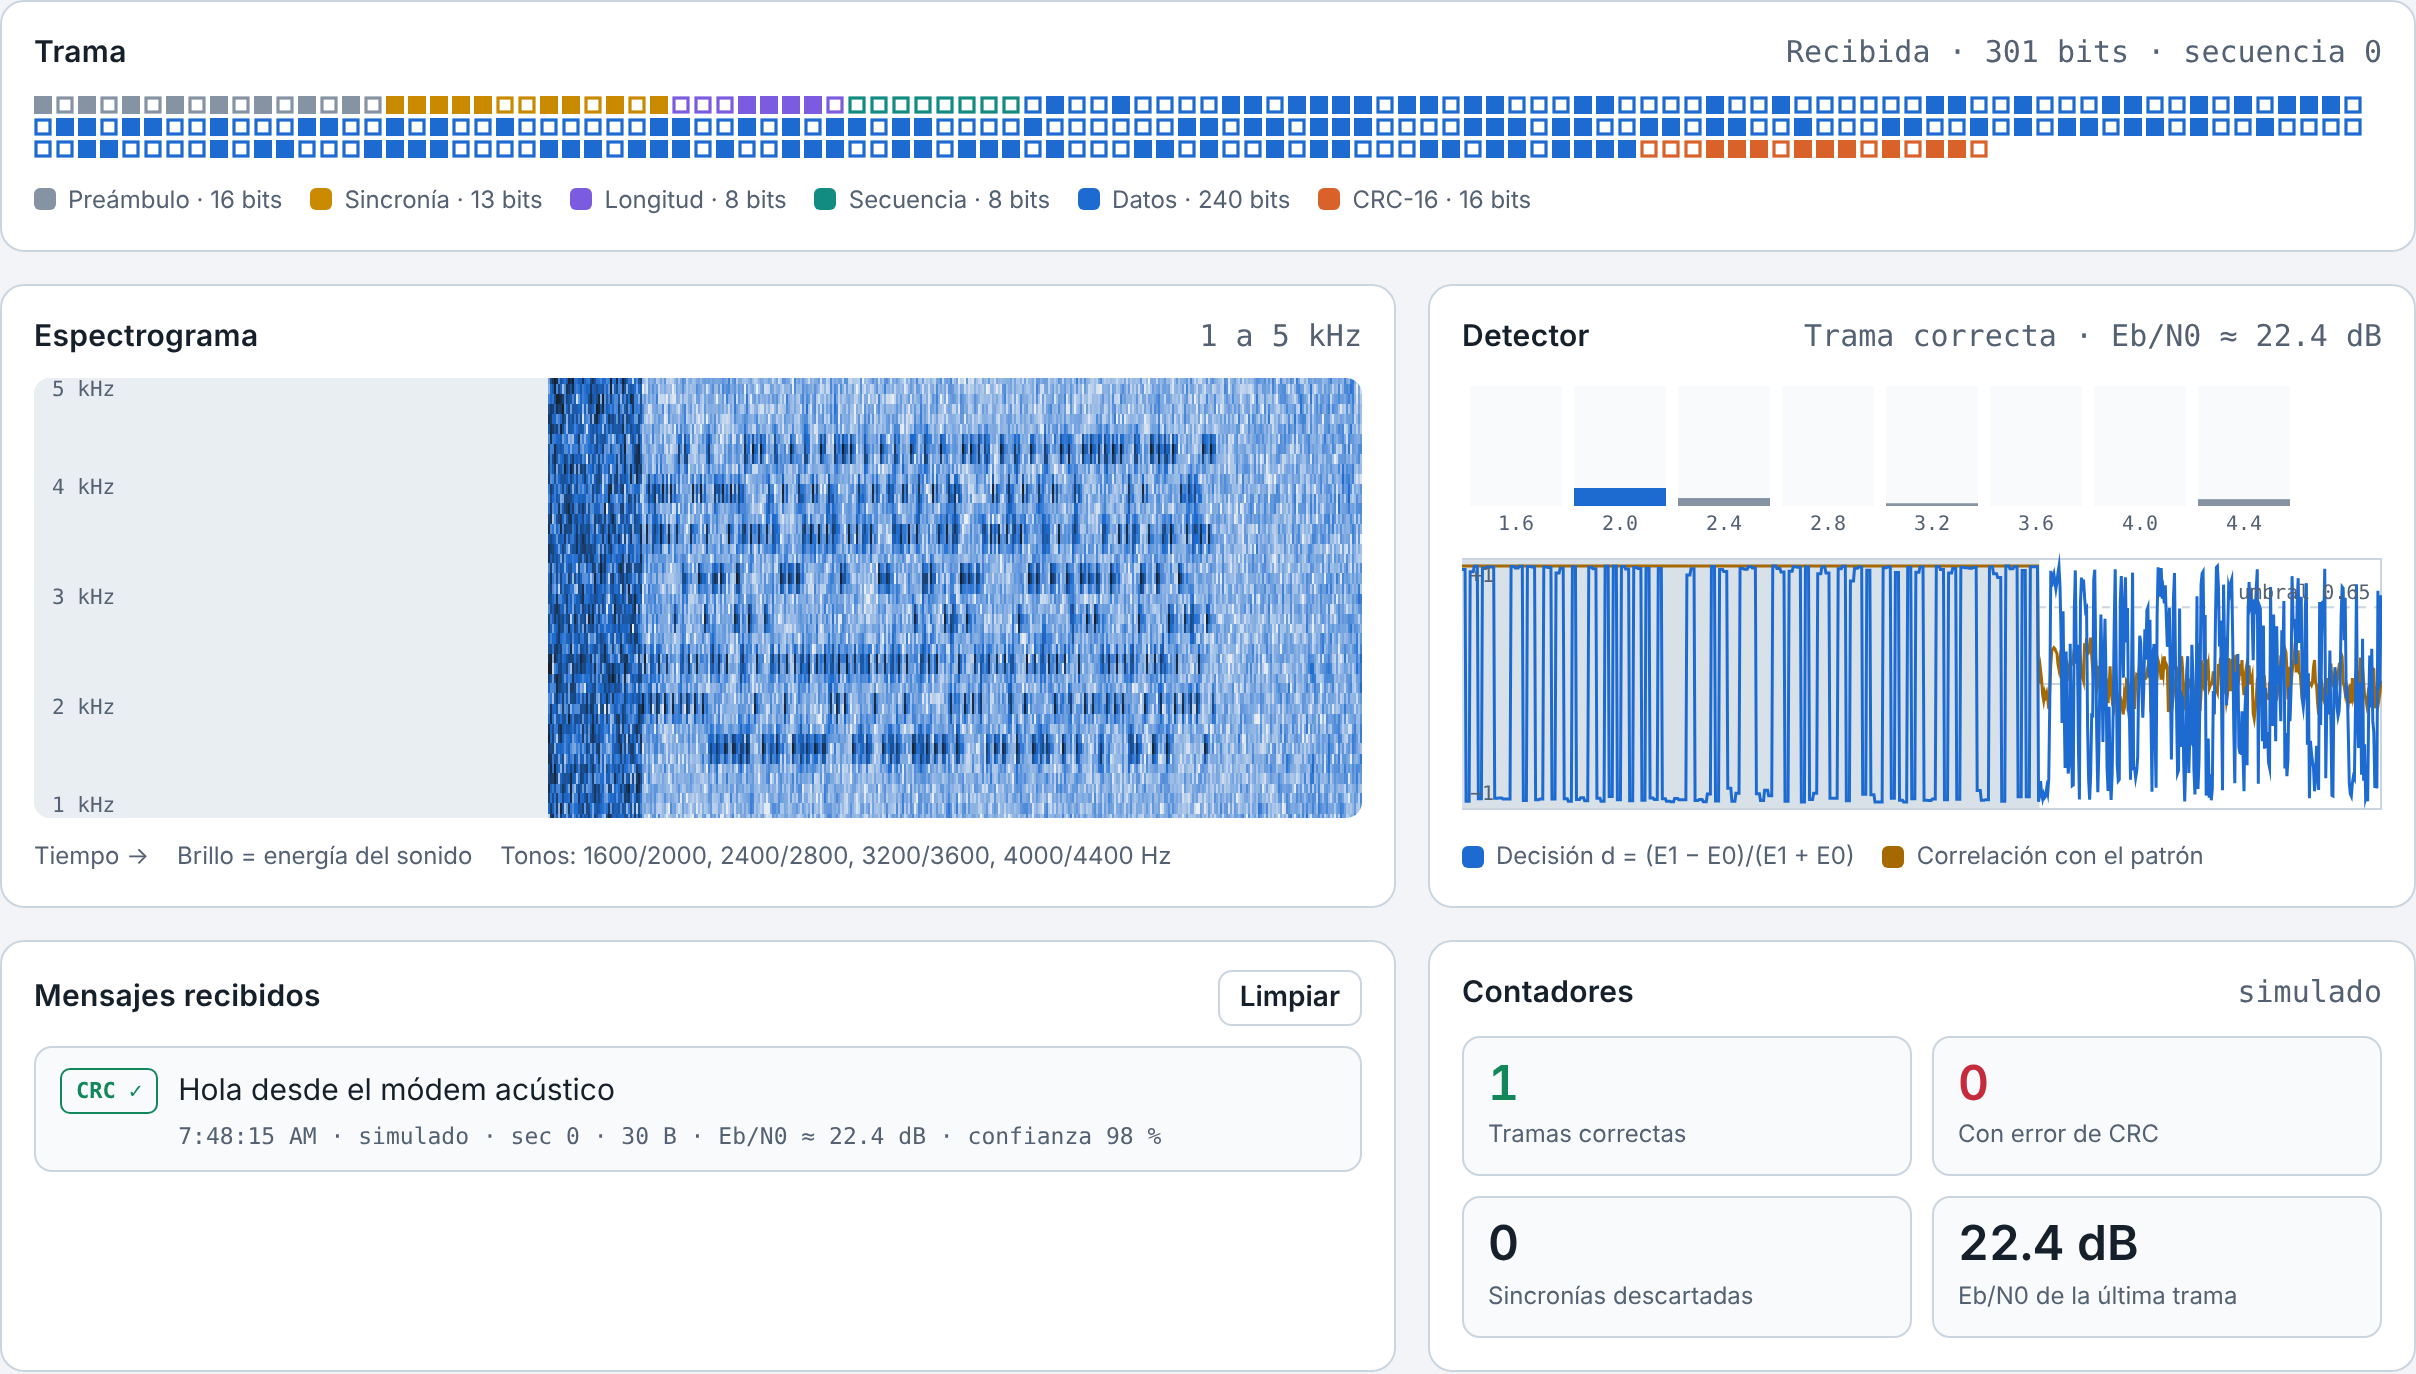 Trama
Recibida · 301 bits · secuencia 0
Preámbulo · 16 bits
Sincronía · 13 bits
Longitud · 8 bits
Secuencia · 8 bits
Datos · 240 bits
CRC-16 · 16 bits
Espectrograma
1 a 5 kHz
5 kHz
4 kHz
3 kHz
2 kHz
1 kHz
Tiempo →
Brillo = energía del sonido
Tonos: 1600/2000, 2400/2800, 3200/3600, 4000/4400 Hz
Detector
Trama correcta · Eb/N0 ≈ 22.4 dB
1.6
2.0
2.4
2.8
3.2
3.6
4.0
4.4
+1
umbral 0.65
−1
Decisión d = (E1 − E0)/(E1 + E0)
Correlación con el patrón
Mensajes recibidos
Limpiar
CRC ✓
Hola desde el módem acústico
7:48:15 AM · simulado · sec 0 · 30 B · Eb/N0 ≈ 22.4 dB · confianza 98 %
Contadores
simulado
1
Tramas correctas
0
Con error de CRC
0
Sincronías descartadas
22.4 dB
Eb/N0 de la última trama